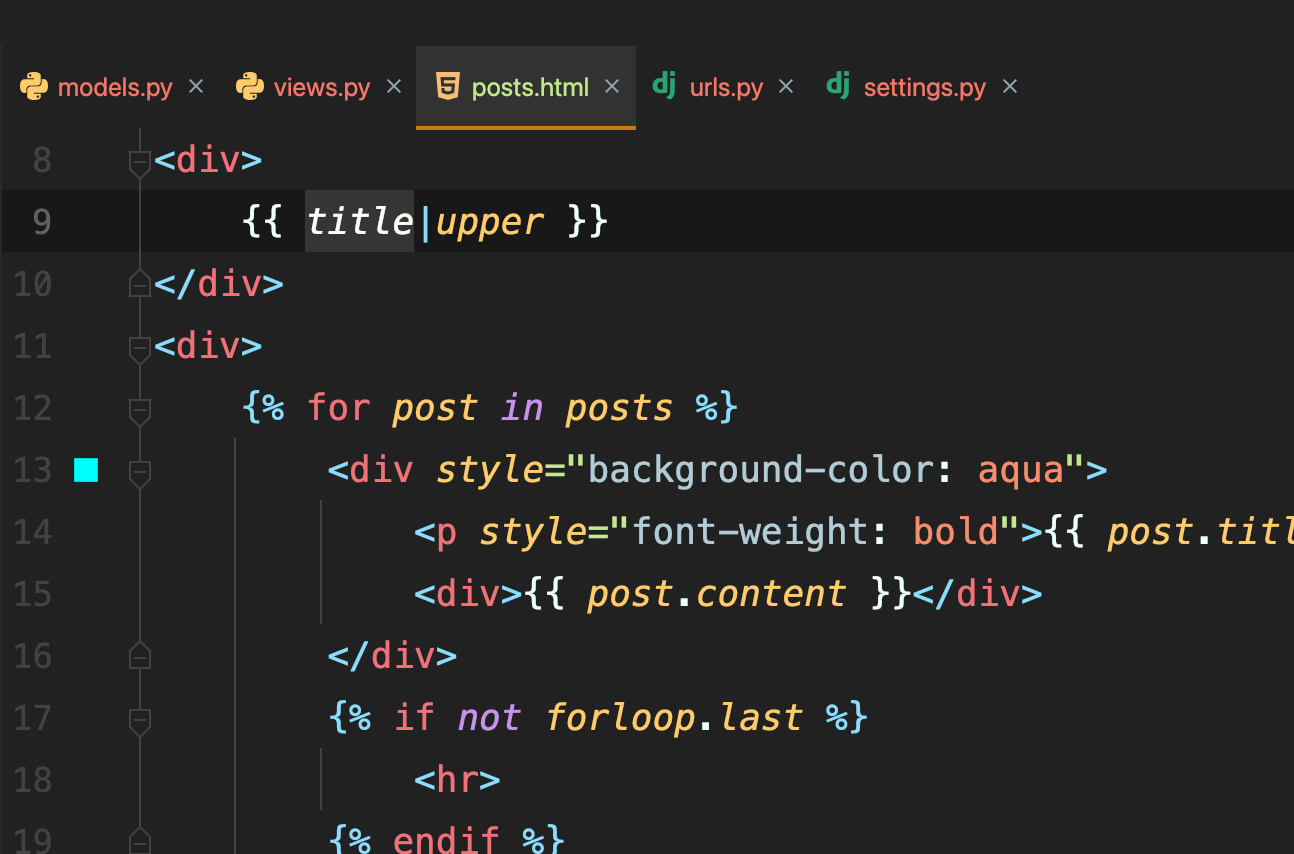 models.py × views.py × posts.html × dj urls.py × dj settings.py ×
8 <div>
9 {{ title|upper }}
10 </div>
11 <div>
12 {% for post in posts %}
13 <div style="background-color: aqua">
14 <p style="font-weight: bold">{{ post.titl
15 <div>{{ post.content }}</div>
16 </div>
17 {% if not forloop.last %}
18 <hr>
19 {% endif %}